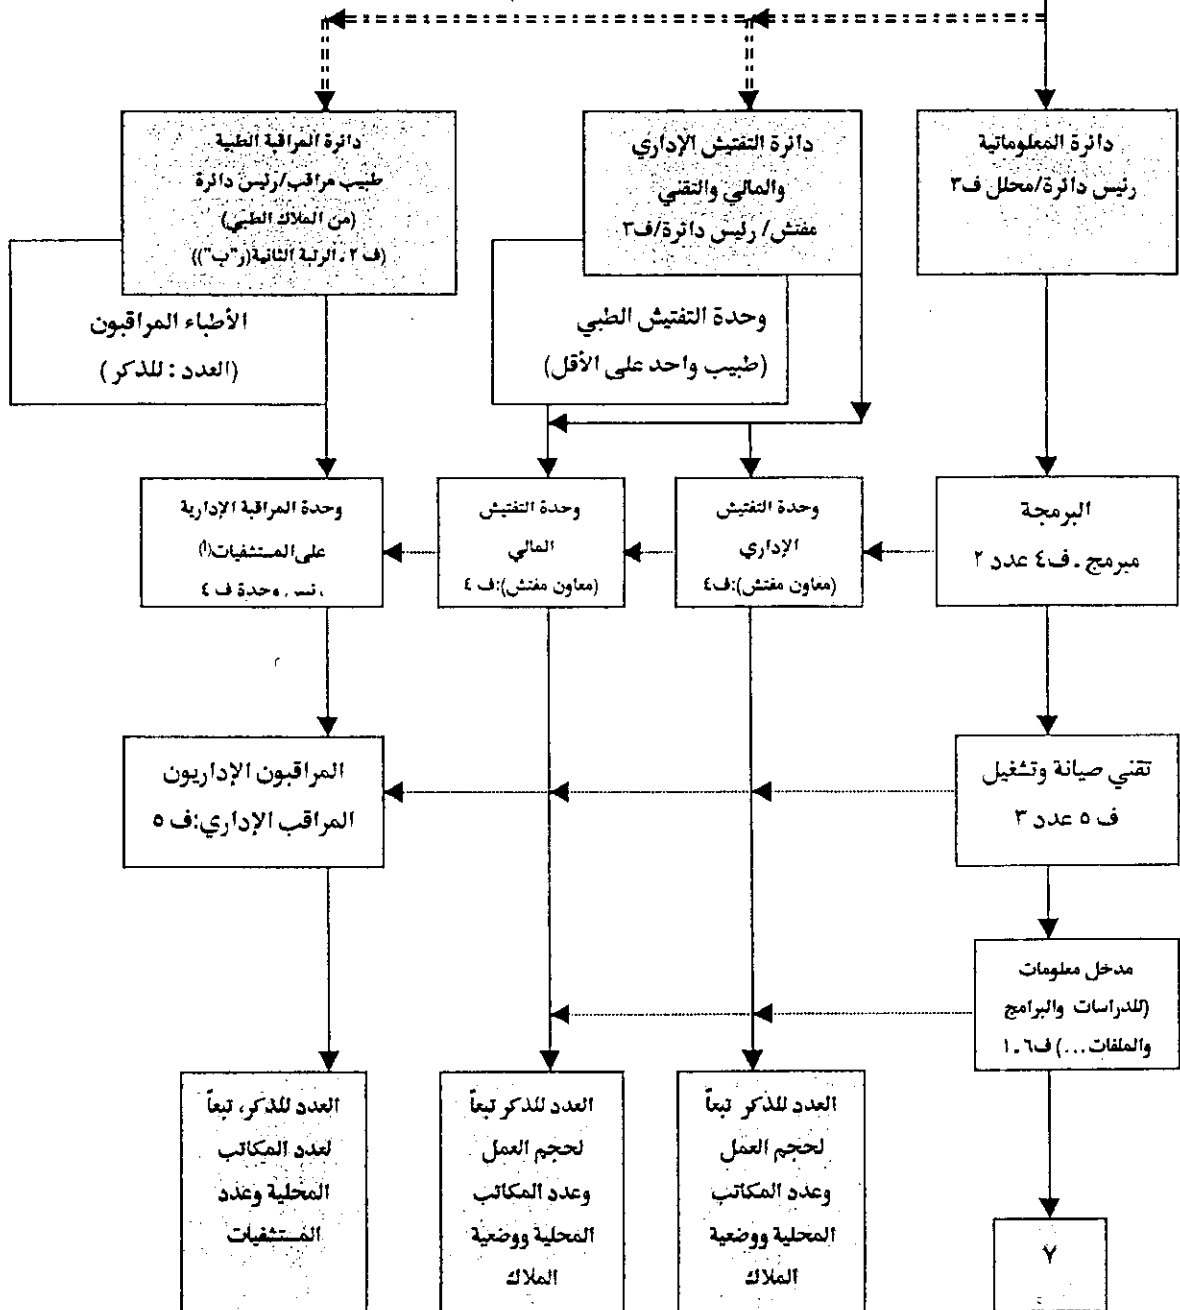 دائرة المعلوماتية
رئيس دائرة/محلل ف٣
دائرة التفتيش الإداري
والمالي والتقني
مفتش/ رئيس دائرة/ف٣
دائرة المراقبة الطبية
طبيب مراقب/رئيس دائرة
(من الملاك الطبي)
(ف ٢ ـ الرتبة الثانية(ر"ب"))
وحدة التفتيش الطبي
(طبيب واحد على الأقل)
الأطباء المراقبون
(العدد : للذكر )
البرمجة
مبرمج ـ ف٤ عدد ٢
وحدة التفتيش
الإداري
(معاون مفتش):ف٤
وحدة التفتيش
المالي
(معاون مفتش):ف ٤
وحدة المراقبة الإدارية
على المستشفيات(أ)
وحدة ف ٤
تقني صيانة وتشغيل
ف ٥ عدد ٣
المراقبون الإداريون
المراقب الإداري:ف ٥
مدخل معلومات
(للدراسات والبرامج
والملفات...) ف٦ـ١
العدد للذكر تبعاً
لحجم العمل
وعدد المكاتب
المحلية ووضعية
الملاك
العدد للذكر تبعاً
لحجم العمل
وعدد المكاتب
المحلية ووضعية
الملاك
العدد للذكر، تبعاً
لعدد المكاتب
المحلية وعدد
المستشفيات
٧